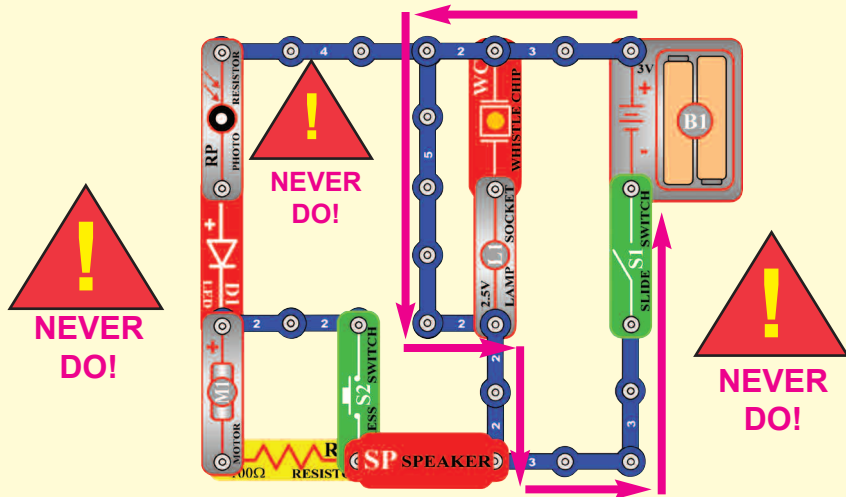 4
2
3
3V
+
-
B1
RESISTOR
PHOTO
RP
!
NEVER
DO!
WC
WHISTLE CHIP
5
SOCKET
LAMP
L1
2.5V
SWITCH
SLIDE
S1
!
NEVER
DO!
!
NEVER
DO!
+
D1
LED
2
2
2
+
M1
MOTOR
SWITCH
S2
2
2
3
100Ω
RESISTOR
SP SPEAKER
3